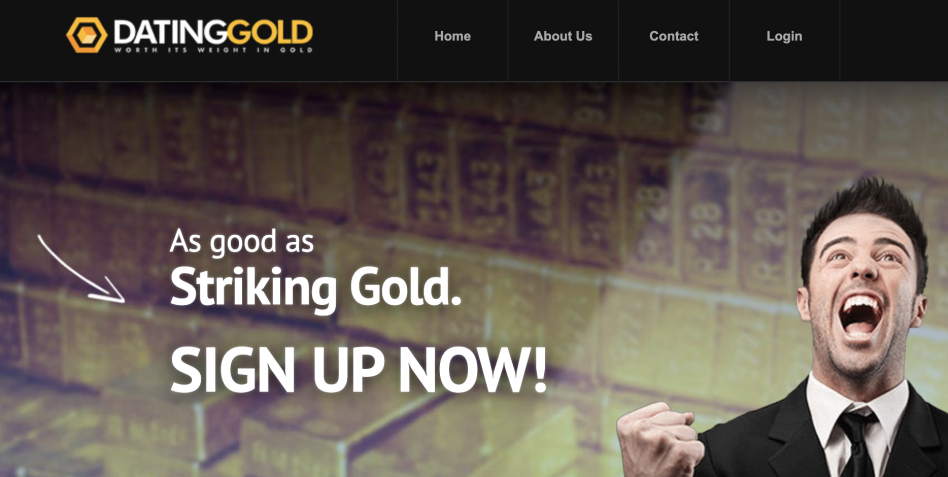 DATINGGOLD
WORTH ITS WEIGHT IN GOLD
Home
About Us
Contact
Login
As good as
Striking Gold.
SIGN UP NOW!